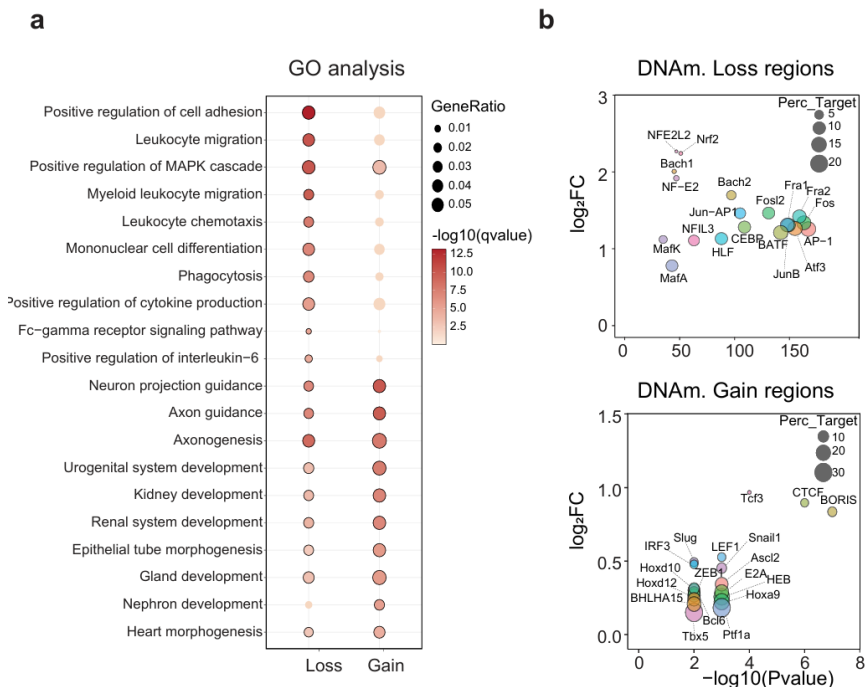 a
GO analysis
Positive regulation of cell adhesion
Leukocyte migration
Positive regulation of MAPK cascade
Myeloid leukocyte migration
Leukocyte chemotaxis
Mononuclear cell differentiation
Phagocytosis
Positive regulation of cytokine production
Fc-gamma receptor signaling pathway
Positive regulation of interleukin-6
Neuron projection guidance
Axon guidance
Axonogenesis
Urogenital system development
Kidney development
Renal system development
Epithelial tube morphogenesis
Gland development
Nephron development
Heart morphogenesis
Loss Gain
GeneRatio
0.01
0.02
0.03
0.04
0.05
-log10(qvalue)
12.5
10.0
7.5
5.0
2.5
b
DNAm. Loss regions
log₂FC
3
2
1
0
0 50 100 150
Perc_Target
5
10
15
20
NFE2L2
Nrf2
Bach1
NF-E2
Bach2
Fra1
Fra2
Fosl2
Fos
Jun-AP1
NFIL3
CEBP
BATF
AP-1
MafK
HLF
MafA
JunB
Atf3
DNAm. Gain regions
log₂FC
1.5
1.0
0.5
0.0
0 2 4 6 8
−log10(Pvalue)
Perc_Target
10
20
30
Tcf3
CTCF
BORIS
Slug
Snail1
IRF3
LEF1
Ascl2
Hoxd10
ZEB1
E2A
HEB
Hoxd12
BHLHA15
Hoxa9
Bcl6
Tbx5
Ptf1a